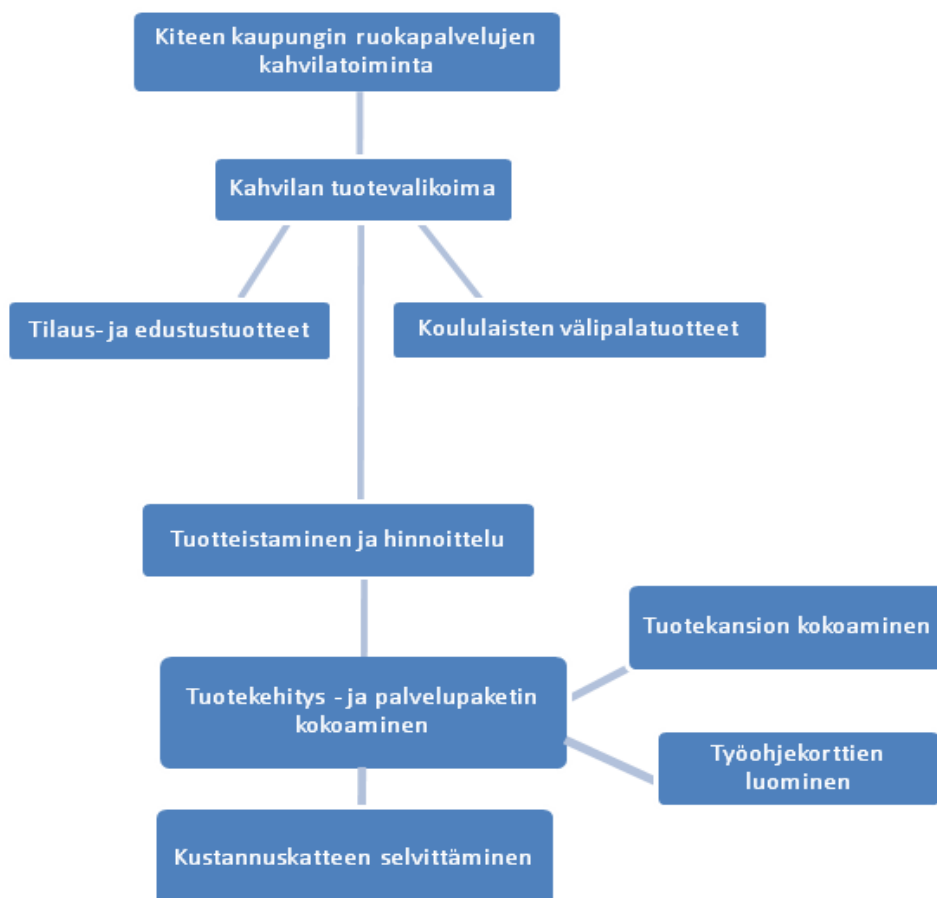 Kiteen kaupungin ruokapalvelujen
kahvilatoiminta
Kahvilan tuotevalikoima
Tilaus- ja edustustuotteet
Koululaisten välipalatuotteet
Tuotteistaminen ja hinnoittelu
Tuotekansion kokoaminen
Tuotekehitys - ja palvelupaketin
kokoaminen
Työohjekorttien
luominen
Kustannuskatteen selvittäminen